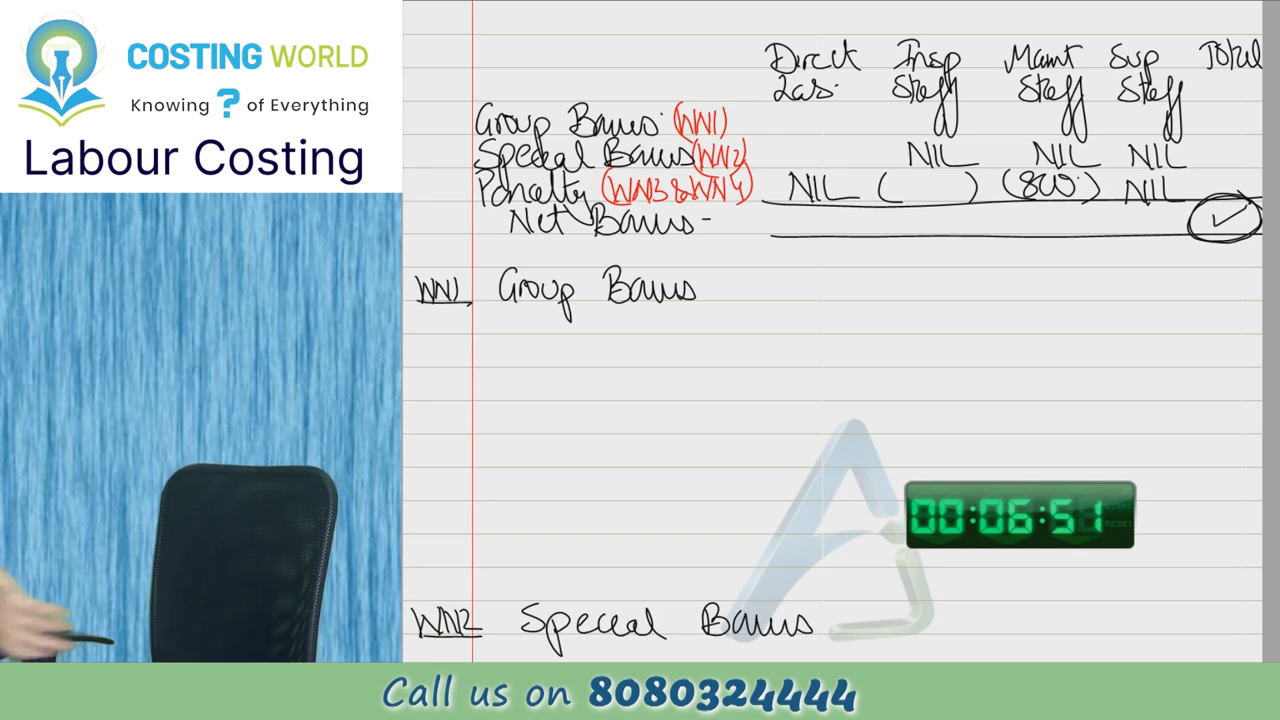 COSTING WORLD
Knowing ? of Everything
Labour Costing
Direct Insp Maint Sup Total
Lab. Staff Staff Staff
Group Bonus (WN1)
Special Bonus (WN2) NIL NIL NIL
Penalty (WN3 & WN4) NIL ( ) (800) NIL
Net Bonus -
WN1, Group Bonus
00:06:51
RESET
WN2 Special Bonus
Call us on 8080324444